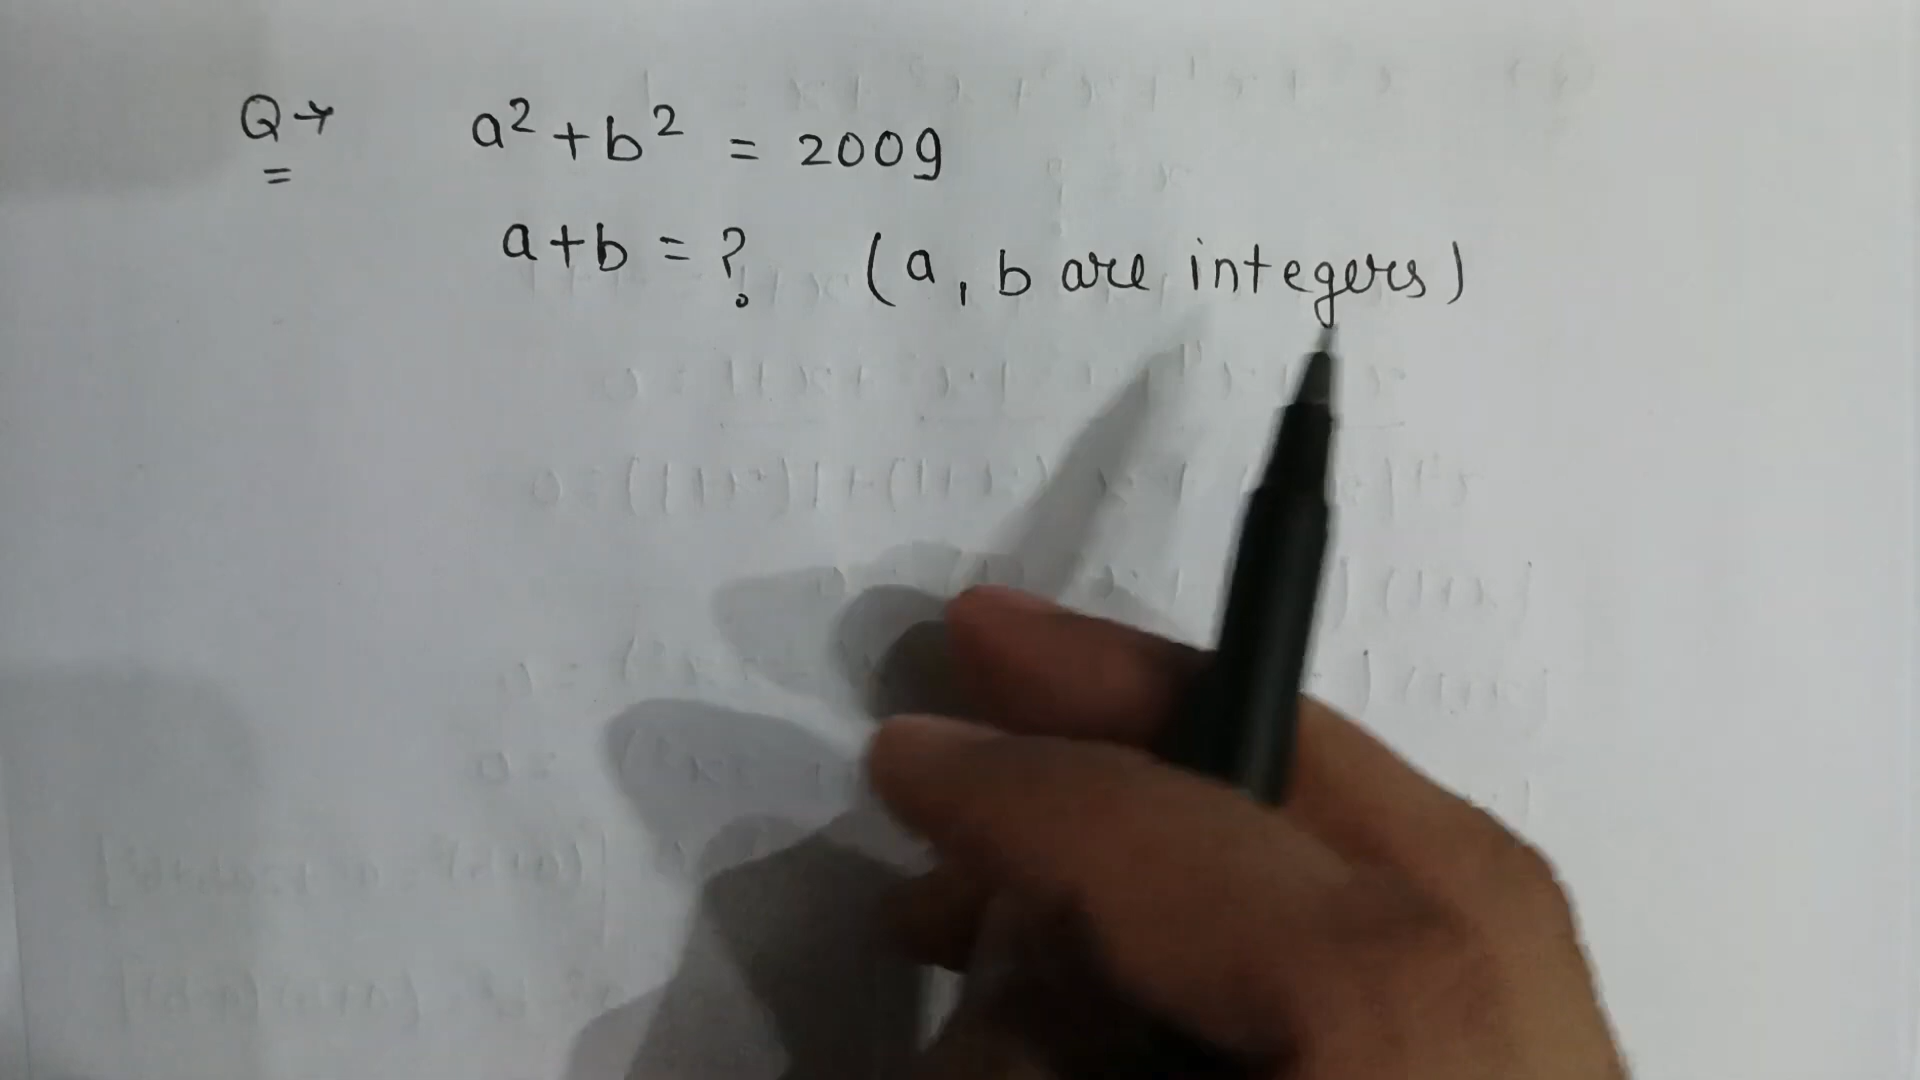 Q→ a² + b² = 2009
a + b = ? (a, b are integers)